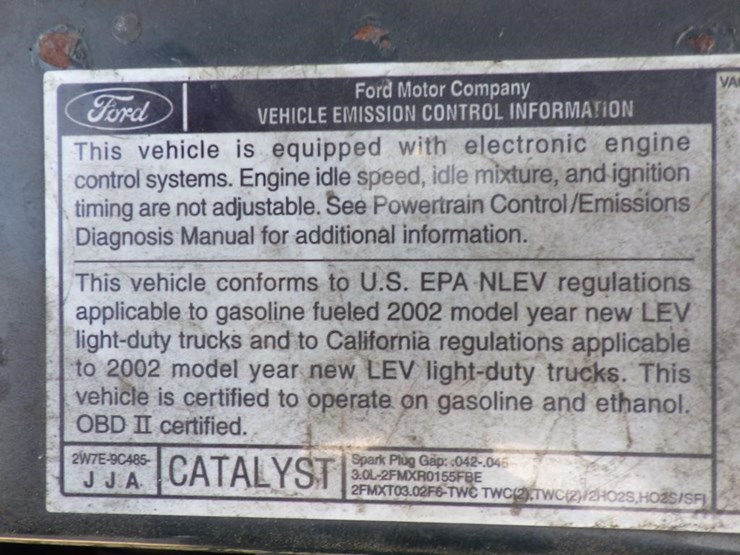 Ford
Ford Motor Company
VEHICLE EMISSION CONTROL INFORMATION
This vehicle is equipped with electronic engine
control systems. Engine idle speed, idle mixture, and ignition
timing are not adjustable. See Powertrain Control/Emissions
Diagnosis Manual for additional information.
This vehicle conforms to U.S. EPA NLEV regulations
applicable to gasoline fueled 2002 model year new LEV
light-duty trucks and to California regulations applicable
to 2002 model year new LEV light-duty trucks. This
vehicle is certified to operate on gasoline and ethanol.
OBD II certified.
2W7E-9C485-
JJA
CATALYST
Spark Plug Gap: .042-.046
3.0L-2FMXR0155FBE
2FMXT03.02F6-TWC TWC(2),TWC(2)/2HO2S,HO2S/SFI
VA